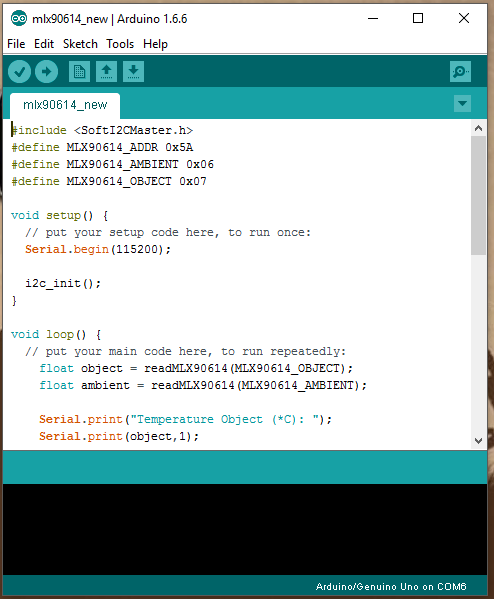 mlx90614_new | Arduino 1.6.6
File Edit Sketch Tools Help
mlx90614_new
#include <SoftI2CMaster.h>
#define MLX90614_ADDR 0x5A
#define MLX90614_AMBIENT 0x06
#define MLX90614_OBJECT 0x07
void setup() {
// put your setup code here, to run once:
Serial.begin(115200);
i2c_init();
}
void loop() {
// put your main code here, to run repeatedly:
float object = readMLX90614(MLX90614_OBJECT);
float ambient = readMLX90614(MLX90614_AMBIENT);
Serial.print("Temperature Object (*C): ");
Serial.print(object,1);
Arduino/Genuino Uno on COM6